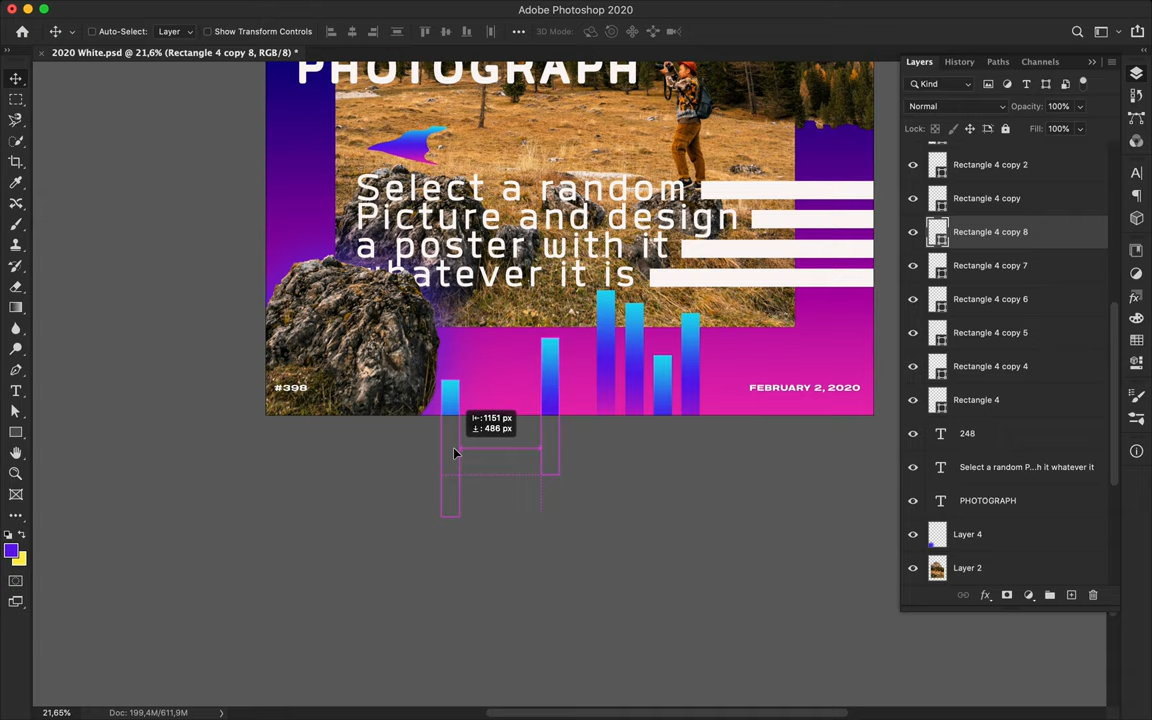 Adobe Photoshop 2020
Auto-Select:
Layer
Show Transform Controls
3D Mode:
2020 White.psd @ 21,6% (Rectangle 4 copy 8, RGB/8) *
PHOTOGRAPH
Select a random
Picture and design
a poster with it
whatever it is
#398
FEBRUARY 2, 2020
: 1151 px
: 486 px
Layers
History
Paths
Channels
Kind
Normal
Opacity: 100%
Lock:
Fill: 100%
Rectangle 4 copy 2
Rectangle 4 copy
Rectangle 4 copy 8
Rectangle 4 copy 7
Rectangle 4 copy 6
Rectangle 4 copy 5
Rectangle 4 copy 4
Rectangle 4
248
Select a random P...h it whatever it
PHOTOGRAPH
Layer 4
Layer 2
21,65%
Doc: 199,4M/611,9M